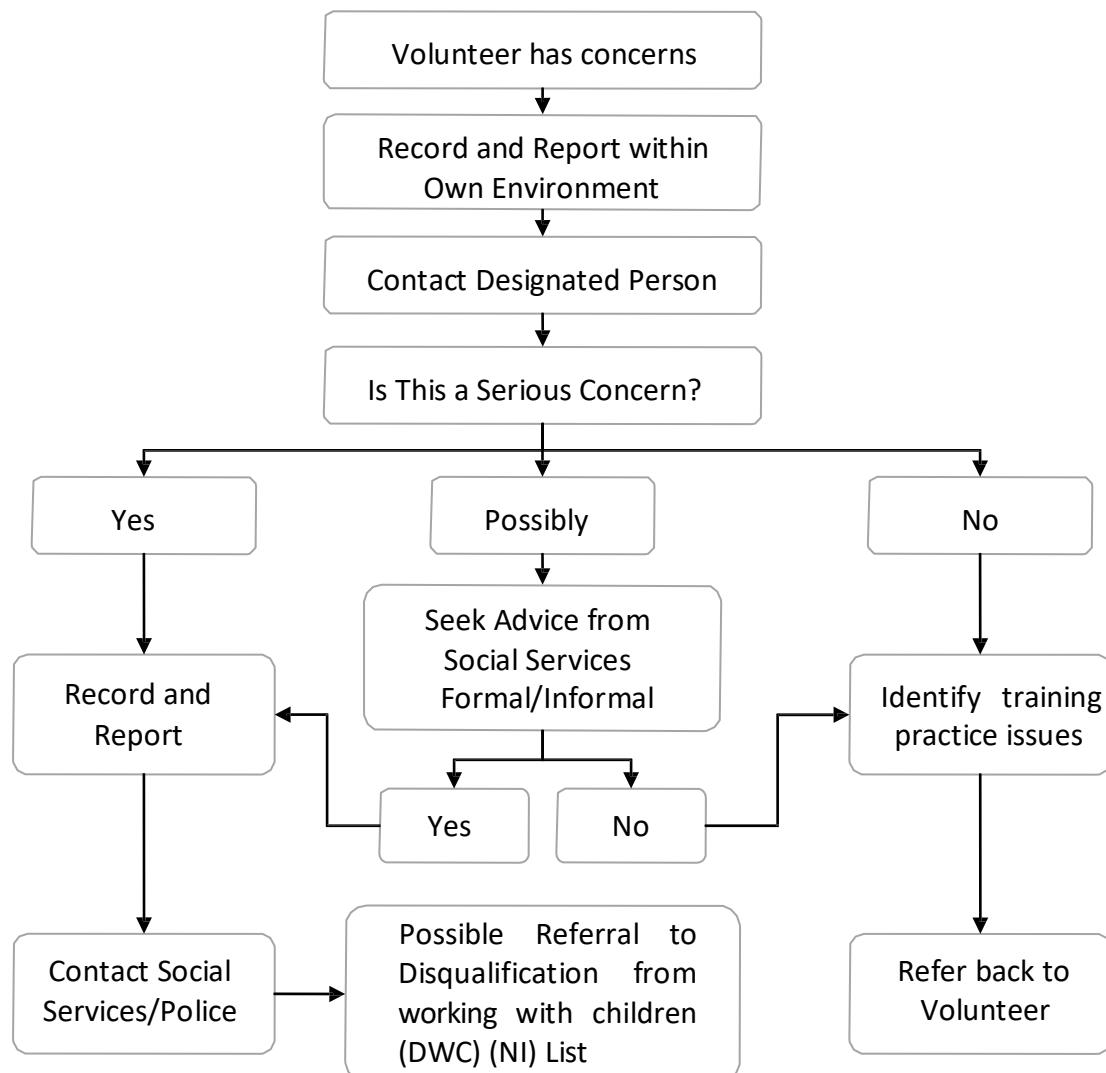 Volunteer has concerns
Record and Report within
Own Environment
Contact Designated Person
Is This a Serious Concern?
Yes
Possibly
No
Seek Advice from
Social Services
Formal/Informal
Record and
Report
Identify training
practice issues
Yes
No
Contact Social
Services/Police
Possible Referral to
Disqualification from
working with children
(DWC) (NI) List
Refer back to
Volunteer